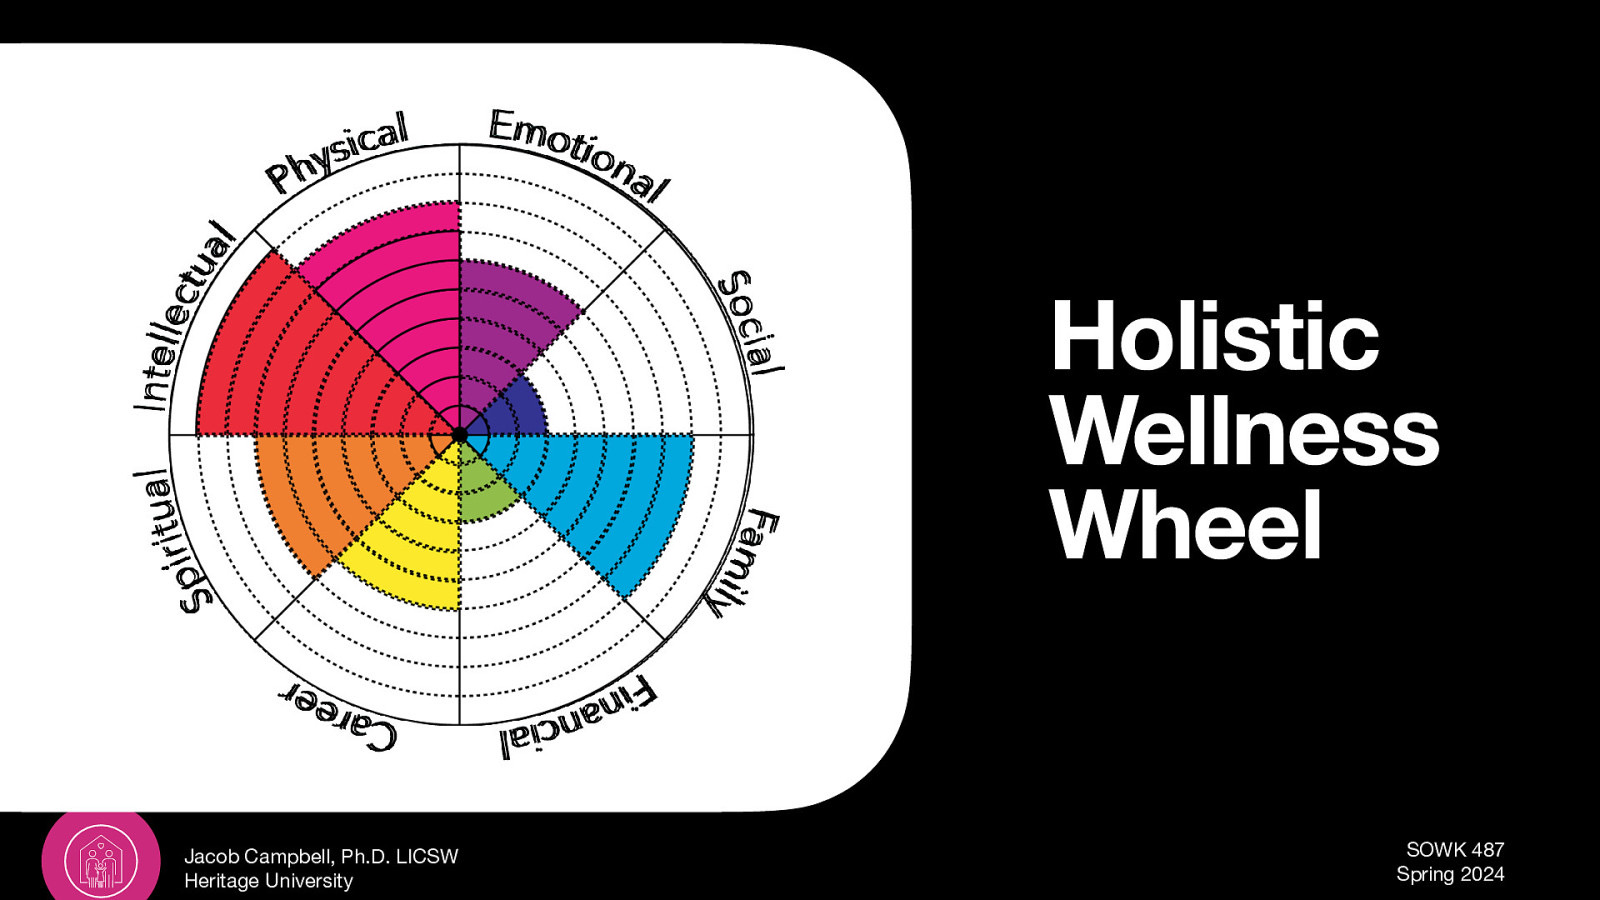 Physical
Emotional
Intellectual
Social
Spiritual
Family
Career
Financial
Holistic
Wellness
Wheel
Jacob Campbell, Ph.D. LICSW
Heritage University
SOWK 487
Spring 2024